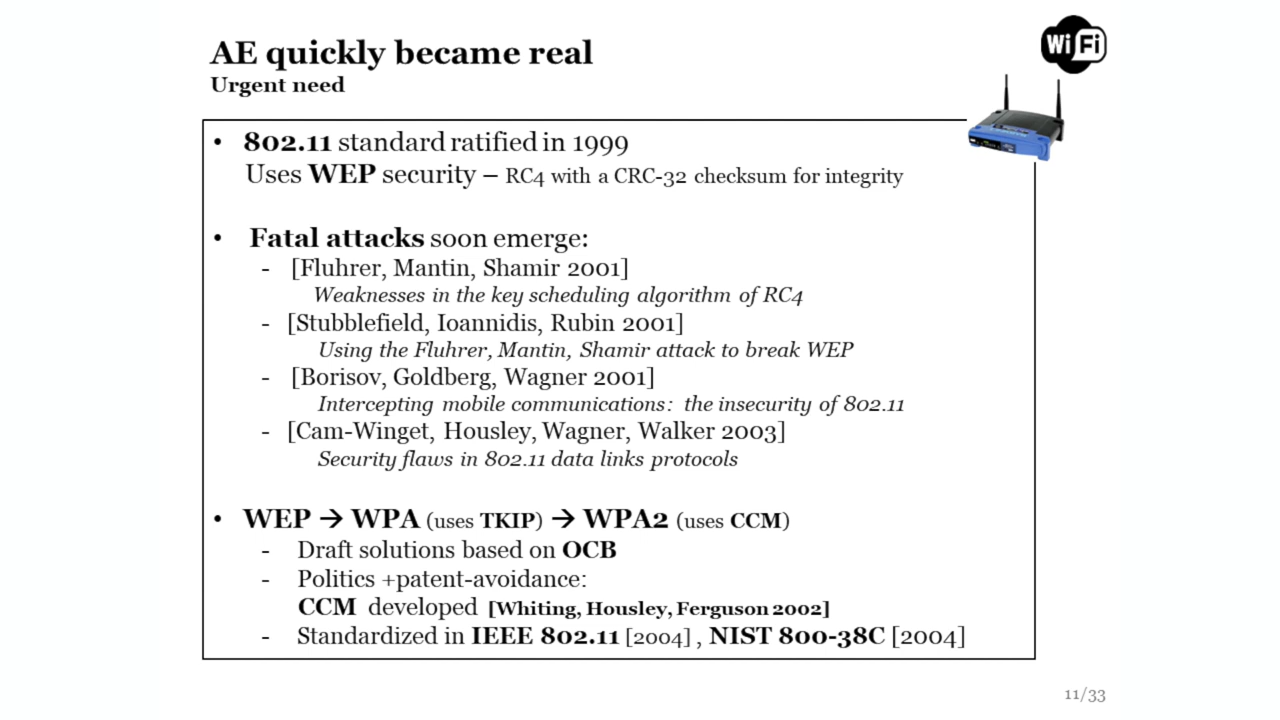 AE quickly became real
Urgent need
WiFi
• 802.11 standard ratified in 1999
Uses WEP security – RC4 with a CRC-32 checksum for integrity
• Fatal attacks soon emerge:
- [Fluhrer, Mantin, Shamir 2001]
Weaknesses in the key scheduling algorithm of RC4
- [Stubblefield, Ioannidis, Rubin 2001]
Using the Fluhrer, Mantin, Shamir attack to break WEP
- [Borisov, Goldberg, Wagner 2001]
Intercepting mobile communications: the insecurity of 802.11
- [Cam-Winget, Housley, Wagner, Walker 2003]
Security flaws in 802.11 data links protocols
• WEP → WPA (uses TKIP) → WPA2 (uses CCM)
- Draft solutions based on OCB
- Politics +patent-avoidance:
CCM developed [Whiting, Housley, Ferguson 2002]
- Standardized in IEEE 802.11 [2004] , NIST 800-38C [2004]
11/33